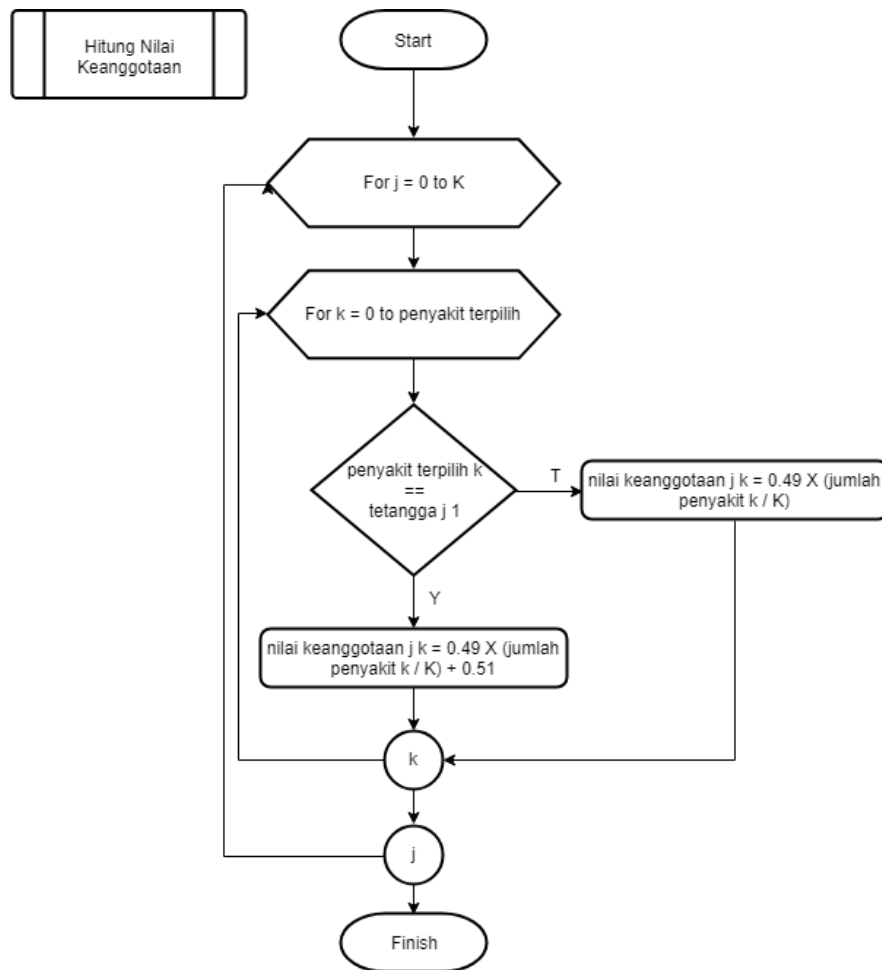 Hitung Nilai
Keanggotaan
Start
For j = 0 to K
For k = 0 to penyakit terpilih
penyakit terpilih k
==
tetangga j 1
T
nilai keanggotaan j k = 0.49 X (jumlah
penyakit k / K)
Y
nilai keanggotaan j k = 0.49 X (jumlah
penyakit k / K) + 0.51
k
j
Finish